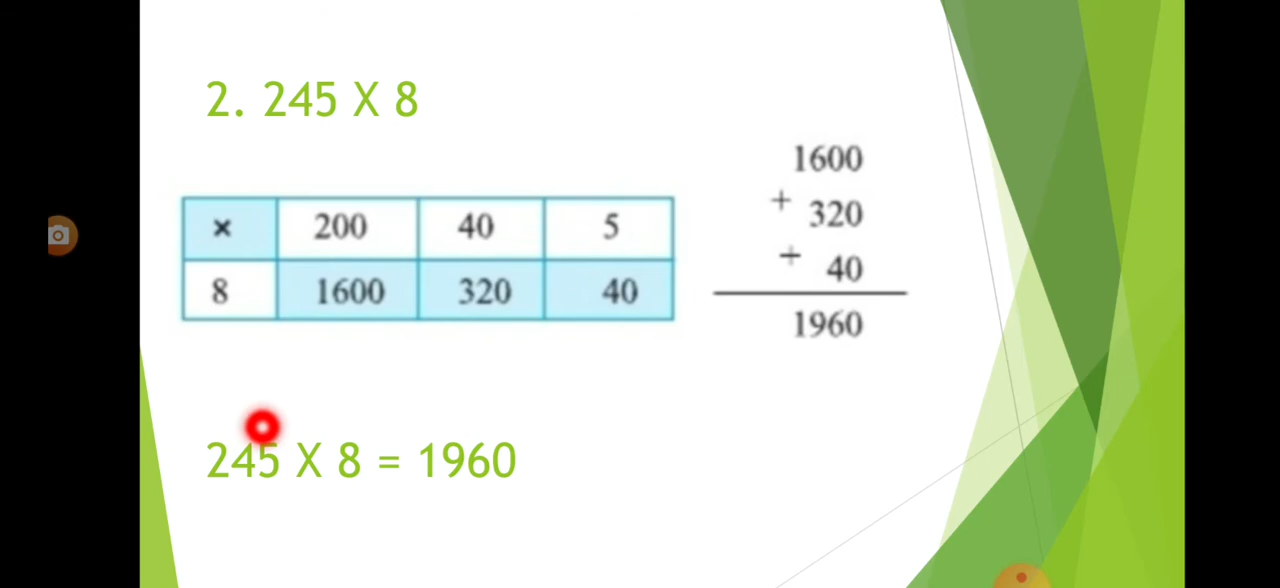 2. 245 X 8
× 200 40 5
8 1600 320 40
1600
+ 320
+ 40
1960
245 X 8 = 1960